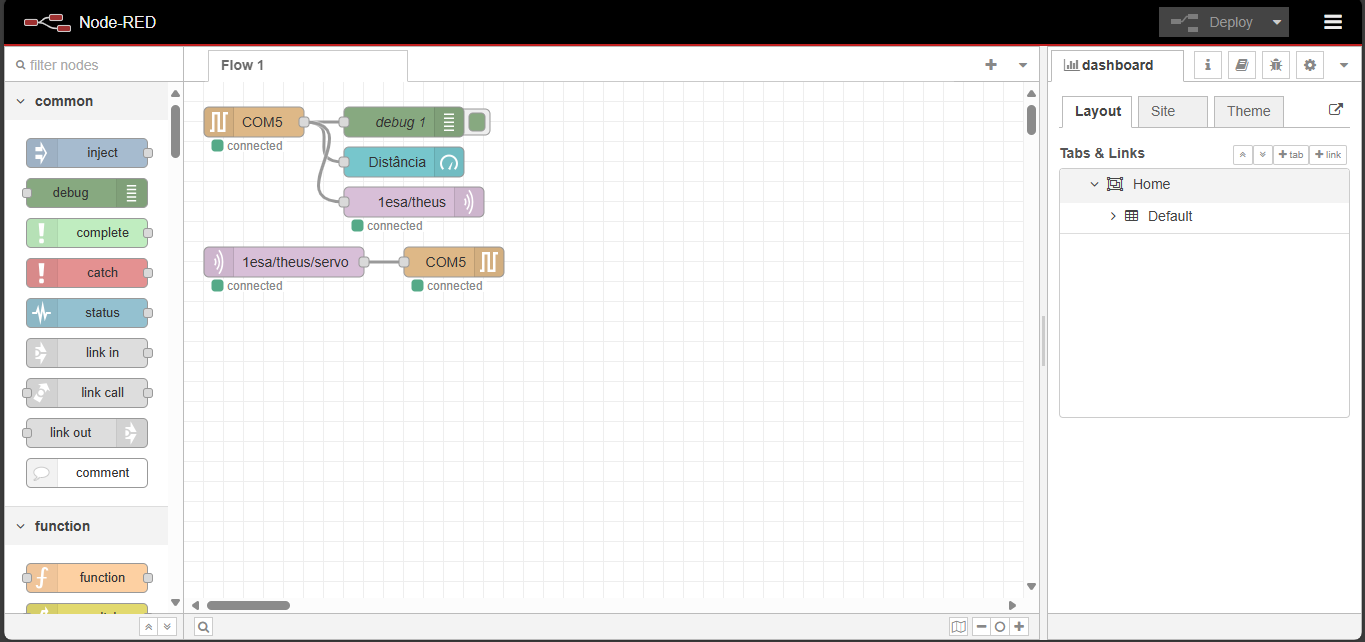 Node-RED
Deploy
filter nodes
Flow 1
dashboard
common
inject
debug
complete
catch
status
link in
link call
link out
comment
function
function
COM5
connected
debug 1
Distância
1esa/theus
connected
1esa/theus/servo
connected
COM5
connected
Layout
Site
Theme
Tabs & Links
tab
link
Home
Default